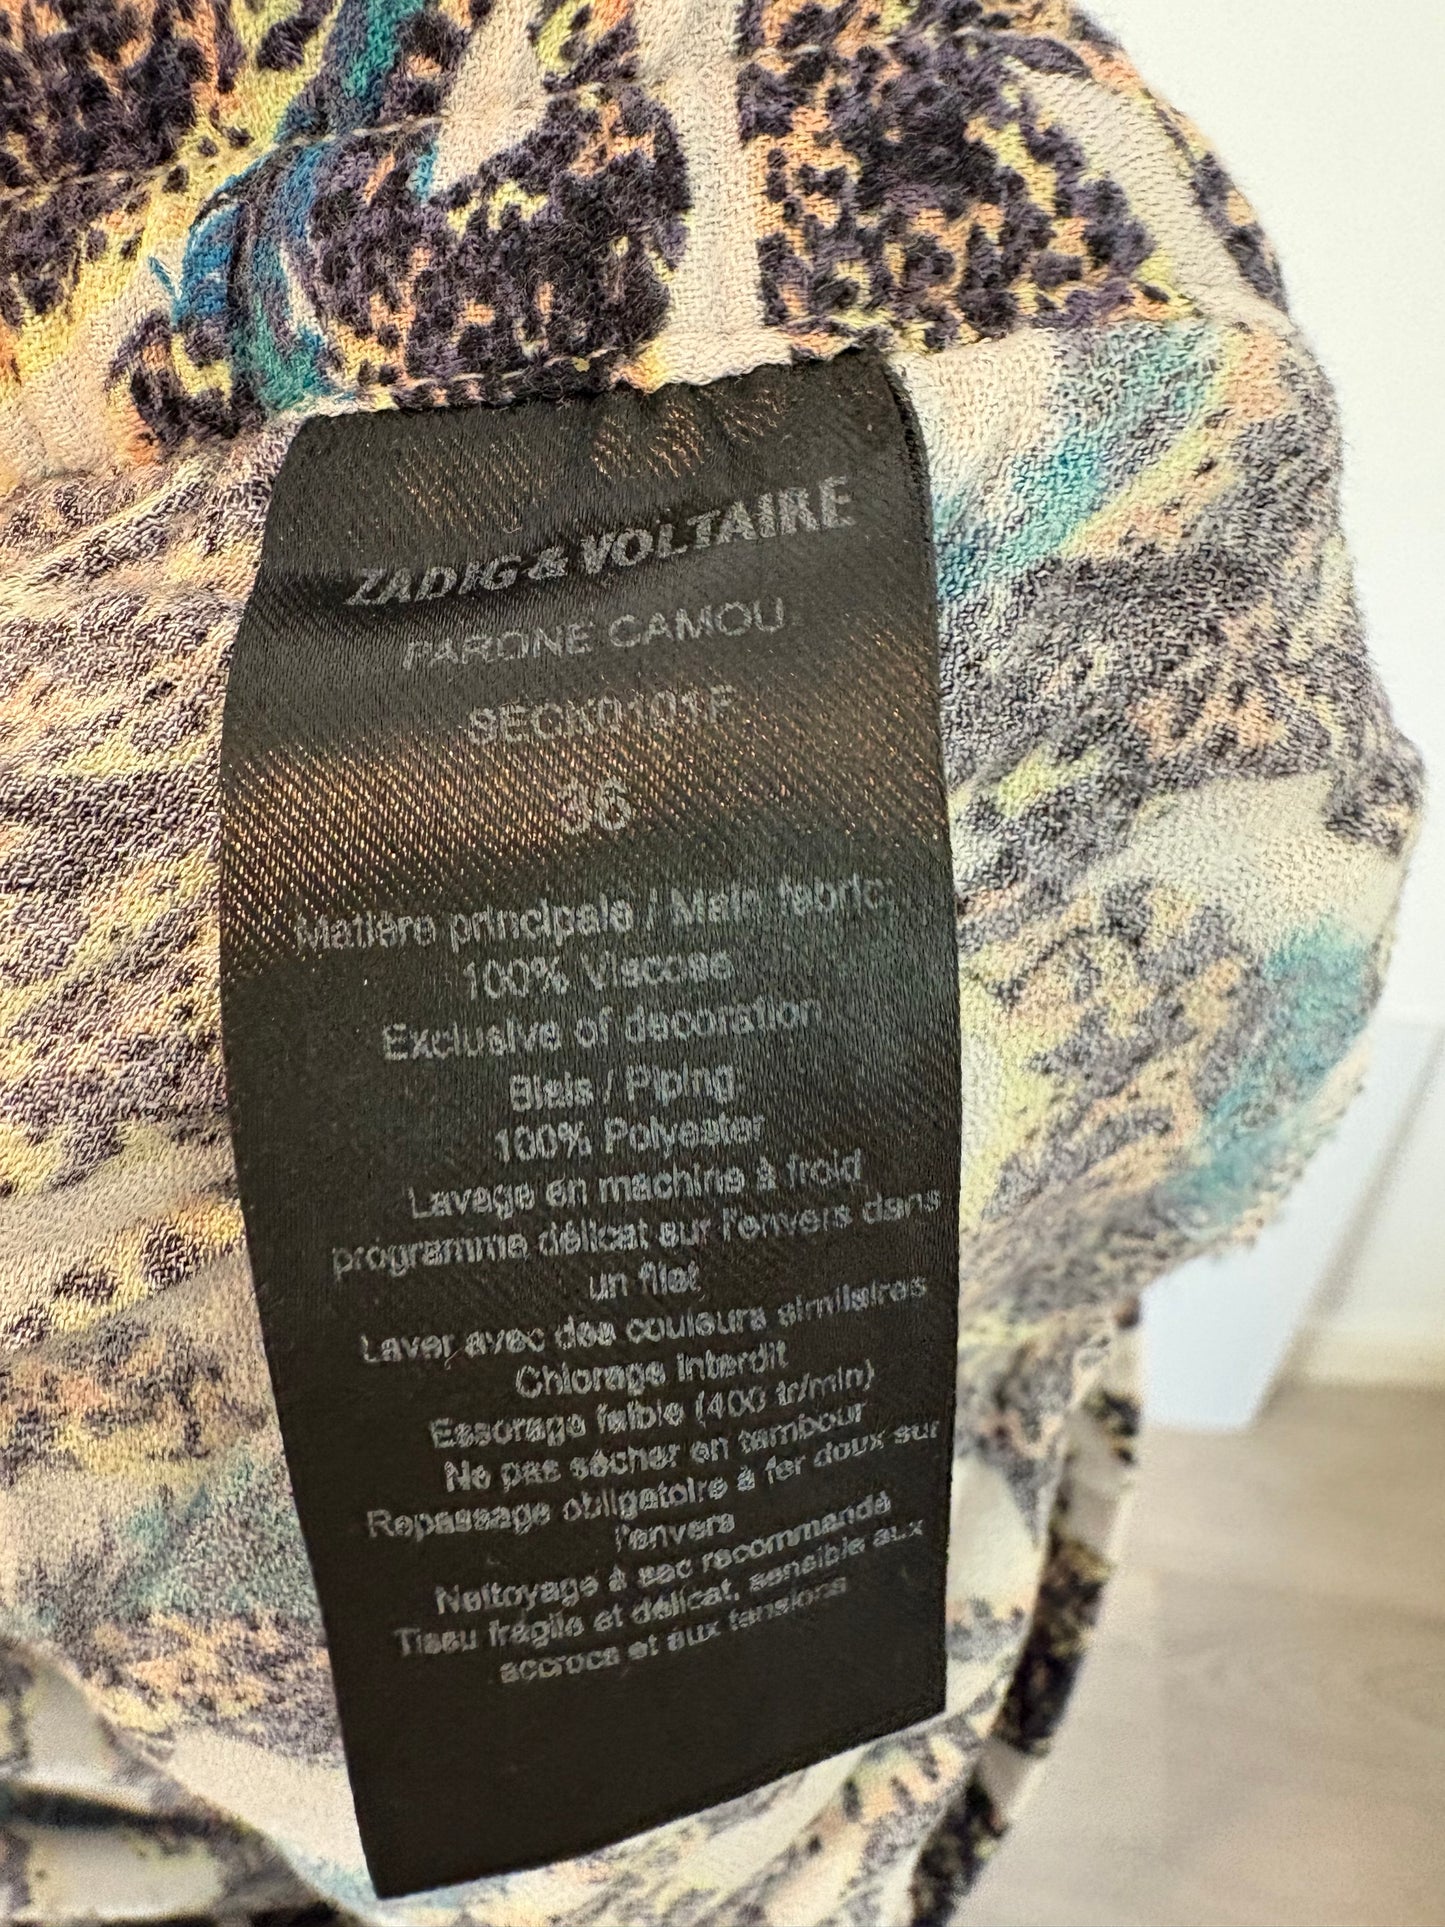 ZADIG & VOLTAIRE
PARONE CAMOU
SECK0101F
36
Matière principale / Main fabric:
100% Viscose
Exclusive of decoration
Biais / Piping:
100% Polyester
Lavage en machine à froid
programme délicat sur l'envers dans
un filet
Laver avec des couleurs similaires
Chlorage interdit
Essorage faible (400 tr/min)
Ne pas sécher en tambour
Repassage obligatoire à fer doux sur
l'envers
Nettoyage à sec recommandé
Tissu fragile et délicat, sensible aux
accrocs et aux tensions